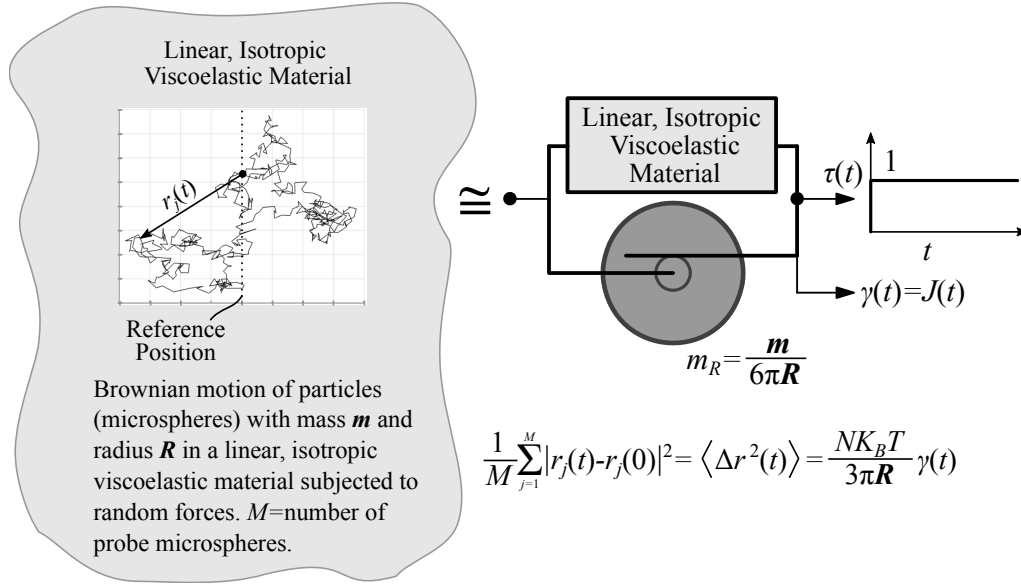 Linear, Isotropic
Viscoelastic Material
r_j(t)
Reference
Position
Brownian motion of particles
(microspheres) with mass m and
radius R in a linear, isotropic
viscoelastic material subjected to
random forces. M=number of
probe microspheres.
≅
Linear, Isotropic
Viscoelastic
Material
τ(t)
1
t
γ(t)=J(t)
m_R = m / 6πR
1/M ∑_{j=1}^{M} |r_j(t)-r_j(0)|² = ⟨Δr²(t)⟩ = NK_BT / 3πR γ(t)